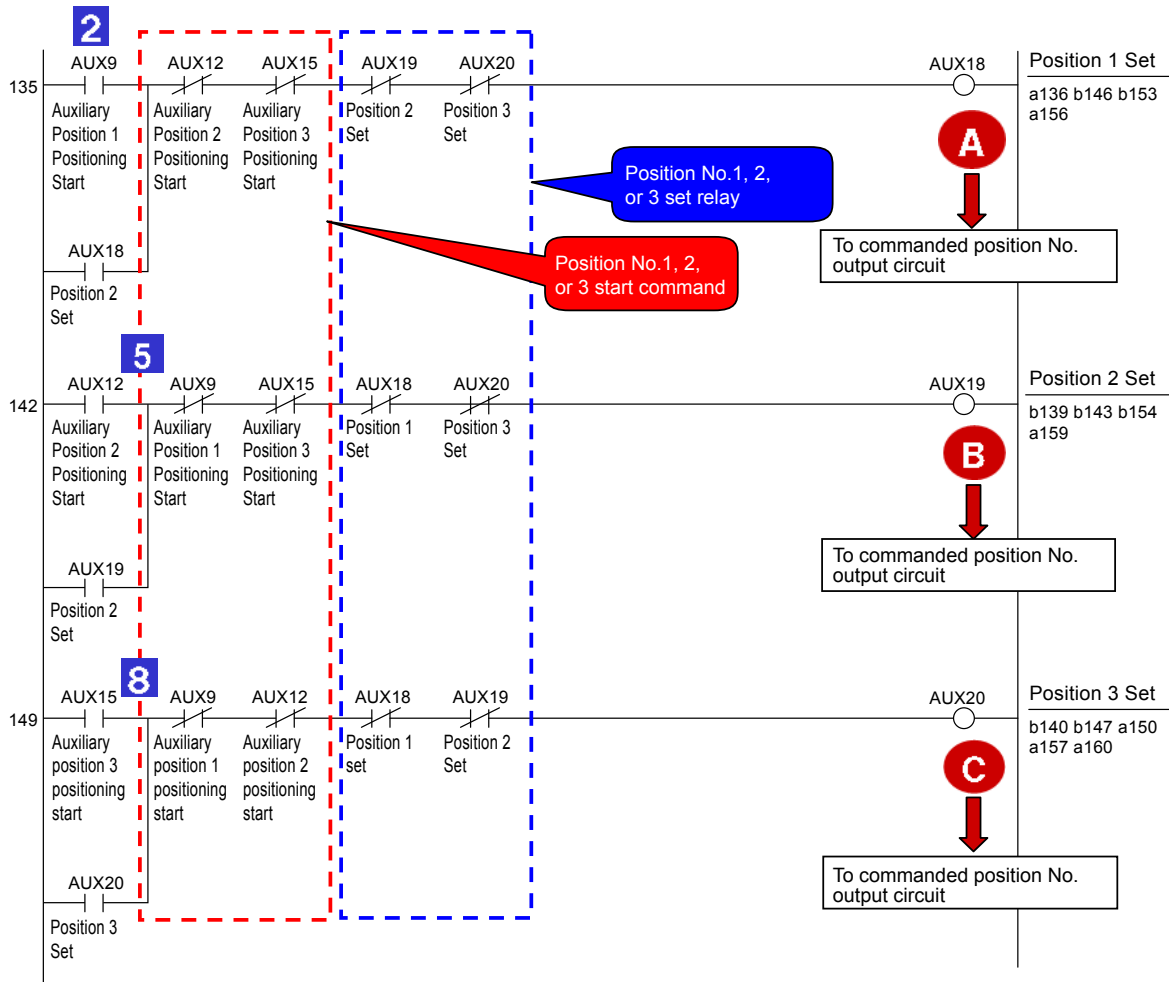 2
AUX9 AUX12 AUX15 AUX19 AUX20 AUX18 Position 1 Set
135
Auxiliary Position 1 Positioning Start
Auxiliary Position 2 Positioning Start
Auxiliary Position 3 Positioning Start
Position 2 Set
Position 3 Set
a136 b146 b153
a156
A
Position No.1, 2,
or 3 set relay
To commanded position No.
output circuit
AUX18
Position 2
Set
Position No.1, 2,
or 3 start command
5
AUX12 AUX9 AUX15 AUX18 AUX20 AUX19 Position 2 Set
142
Auxiliary Position 2 Positioning Start
Auxiliary Position 1 Positioning Start
Auxiliary Position 3 Positioning Start
Position 1 Set
Position 3 Set
b139 b143 b154
a159
B
To commanded position No.
output circuit
AUX19
Position 2
Set
8
AUX15 AUX9 AUX12 AUX18 AUX19 AUX20 Position 3 Set
149
Auxiliary position 3 positioning start
Auxiliary position 1 positioning start
Auxiliary position 2 positioning start
Position 1 set
Position 2 Set
b140 b147 a150
a157 a160
C
To commanded position No.
output circuit
AUX20
Position 3
Set